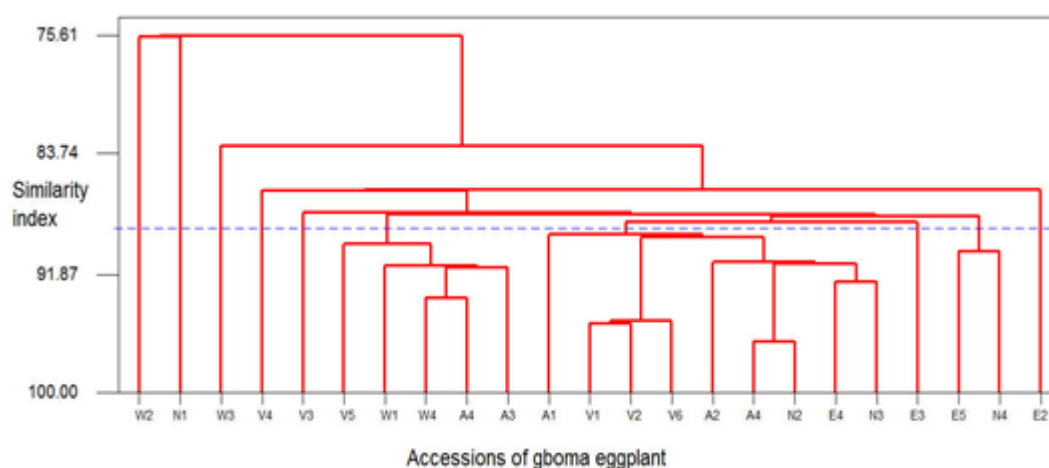 75.61
83.74
Similarity
index
91.87
100.00
W2 N1 W3 V4 V3 V5 W1 W4 A4 A3 A1 V1 V2 V6 A2 A4 N2 E4 N3 E3 E5 N4 E2
Accessions of gboma eggplant